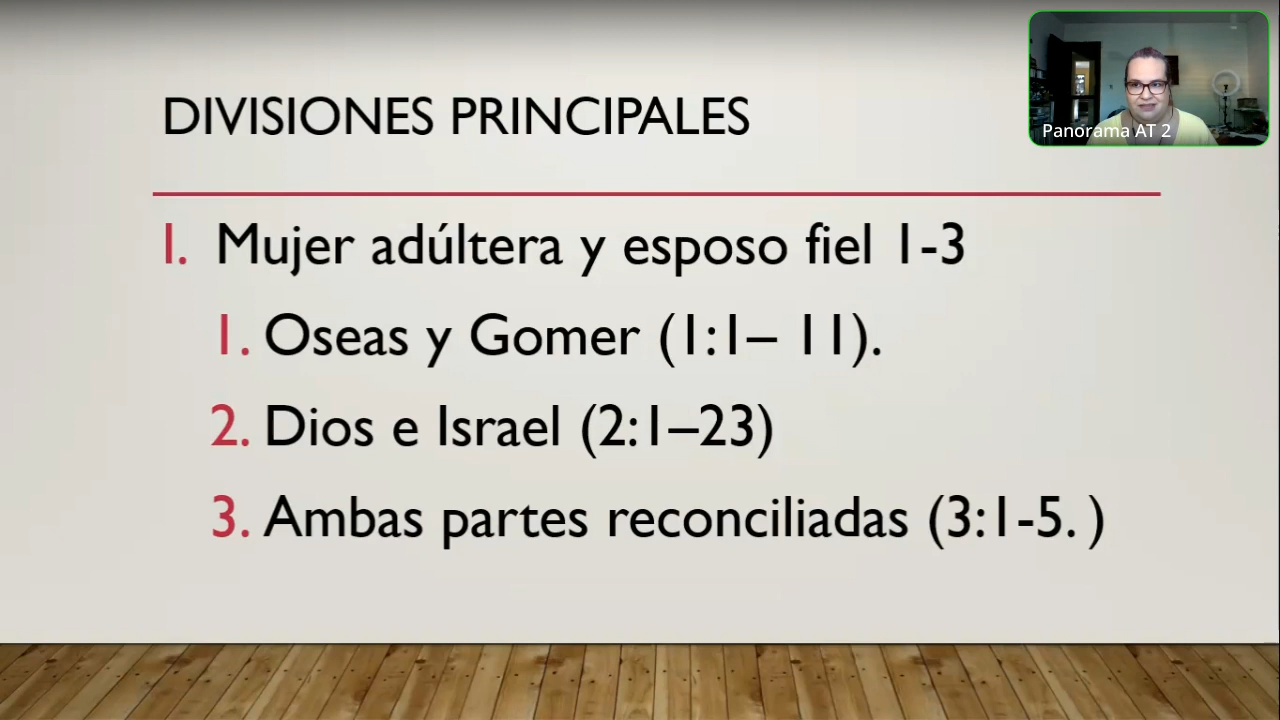 DIVISIONES PRINCIPALES
Panorama AT 2
I. Mujer adúltera y esposo fiel 1-3
1. Oseas y Gomer (1:1– 11).
2. Dios e Israel (2:1–23)
3. Ambas partes reconciliadas (3:1-5. )